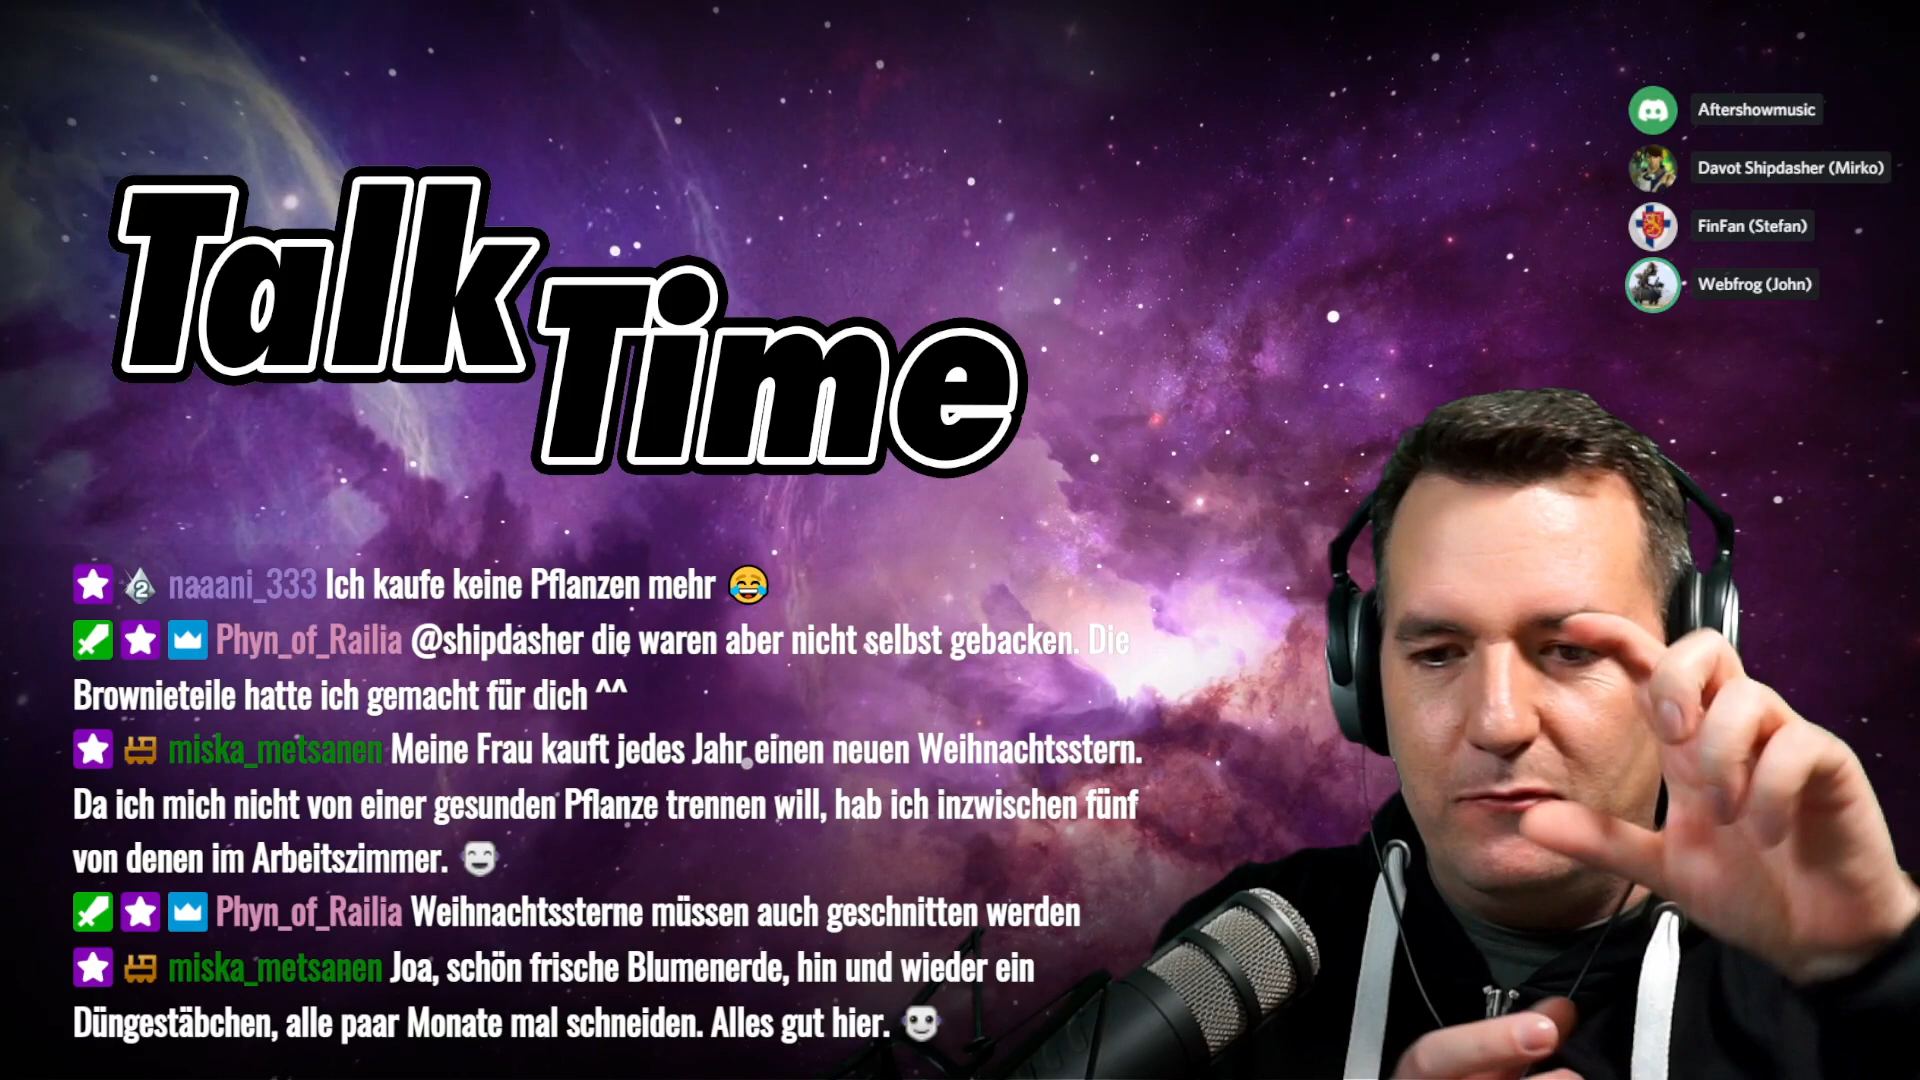 Talk
Time
Aftershowmusic
Davot Shipdasher (Mirko)
FinFan (Stefan)
Webfrog (John)
2 naaani_333 Ich kaufe keine Pflanzen mehr 😂
Phyn_of_Railia @shipdasher die waren aber nicht selbst gebacken. Die
Brownieteile hatte ich gemacht für dich ^^
miska_metsanen Meine Frau kauft jedes Jahr einen neuen Weihnachtsstern.
Da ich mich nicht von einer gesunden Pflanze trennen will, hab ich inzwischen fünf
von denen im Arbeitszimmer.
Phyn_of_Railia Weihnachtssterne müssen auch geschnitten werden
miska_metsanen Joa, schön frische Blumenerde, hin und wieder ein
Düngestäbchen, alle paar Monate mal schneiden. Alles gut hier.